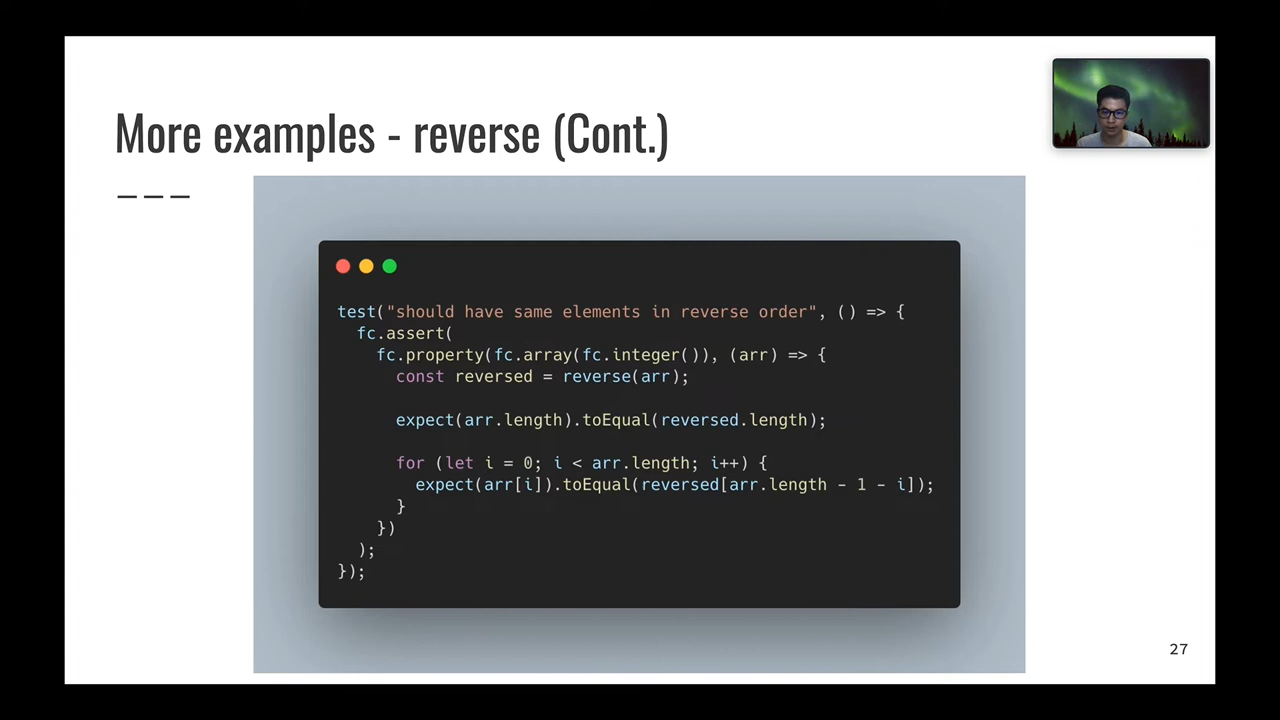 More examples - reverse (Cont.)
test("should have same elements in reverse order", () => {
  fc.assert(
    fc.property(fc.array(fc.integer()), (arr) => {
      const reversed = reverse(arr);
      expect(arr.length).toEqual(reversed.length);
      for (let i = 0; i < arr.length; i++) {
        expect(arr[i]).toEqual(reversed[arr.length - 1 - i]);
      }
    })
  );
});
27